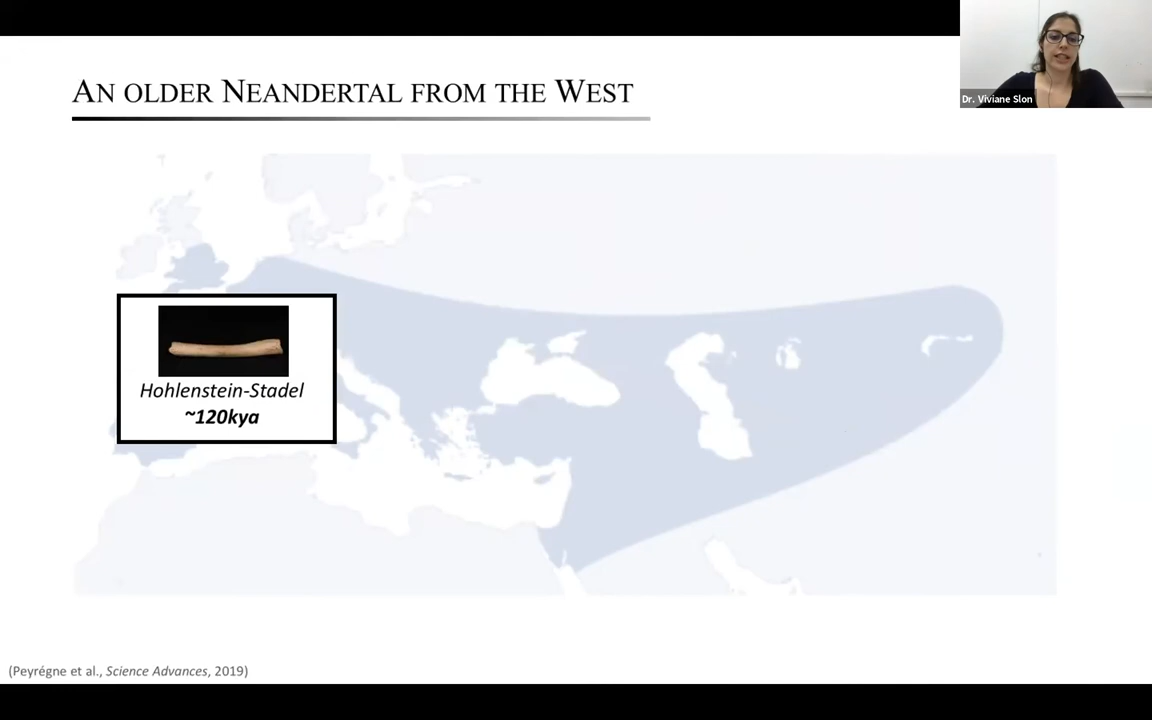 An older Neandertal from the West
Dr. Viviane Slon
Hohlenstein-Stadel
~120kya
(Peyrégne et al., Science Advances, 2019)